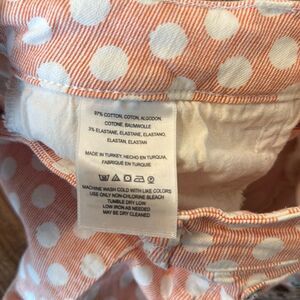 97% COTTON, COTON, ALGODON,
COTONE, BAUMWOLLE
3% ELASTANE, ELASTANE, ELASTANO,
ELASTAN, ELASTAN
MADE IN TURKEY, HECHO EN TURQUIA,
FABRIQUÉ EN TURQUIE
MACHINE WASH COLD WITH LIKE COLORS
USE ONLY NON-CHLORINE BLEACH
TUMBLE DRY LOW
LOW IRON AS NEEDED
MAY BE DRY CLEANED